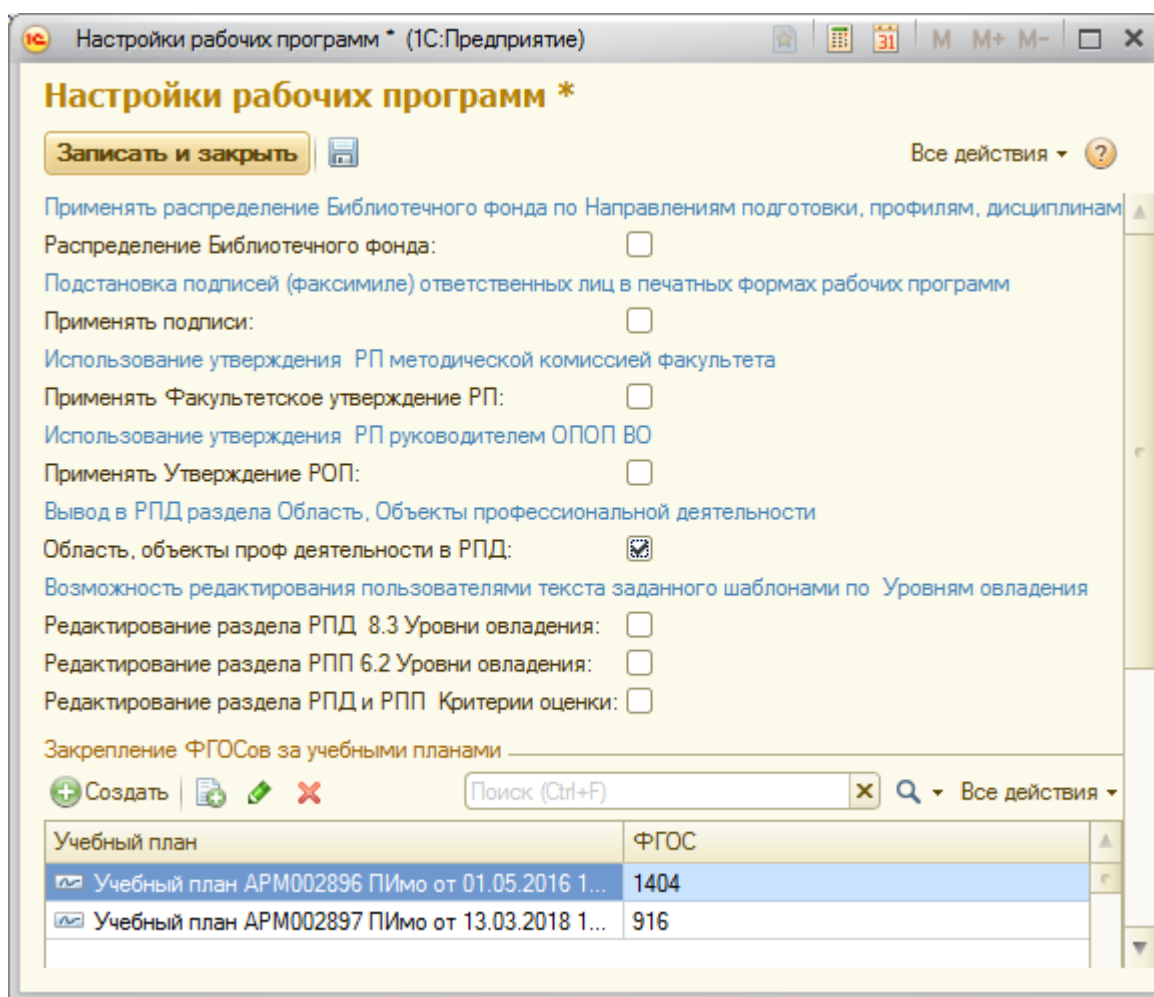 1С Настройки рабочих программ * (1С:Предприятие) 31 M M+ M-
Настройки рабочих программ *
Записать и закрыть Все действия ?
Применять распределение Библиотечного фонда по Направлениям подготовки, профилям, дисциплинам
Распределение Библиотечного фонда:
Подстановка подписей (факсимиле) ответственных лиц в печатных формах рабочих программ
Применять подписи:
Использование утверждения РП методической комиссией факультета
Применять Факультетское утверждение РП:
Использование утверждения РП руководителем ОПОП ВО
Применять Утверждение РОП:
Вывод в РПД раздела Область, Объекты профессиональной деятельности
Область, объекты проф деятельности в РПД:
Возможность редактирования пользователями текста заданного шаблонами по Уровням овладения
Редактирование раздела РПД 8.3 Уровни овладения:
Редактирование раздела РПП 6.2 Уровни овладения:
Редактирование раздела РПД и РПП Критерии оценки:
Закрепление ФГОСов за учебными планами
Создать Поиск (Ctrl+F) Все действия
Учебный план ФГОС
Учебный план АРМ002896 ПИмо от 01.05.2016 1... 1404
Учебный план АРМ002897 ПИмо от 13.03.2018 1... 916